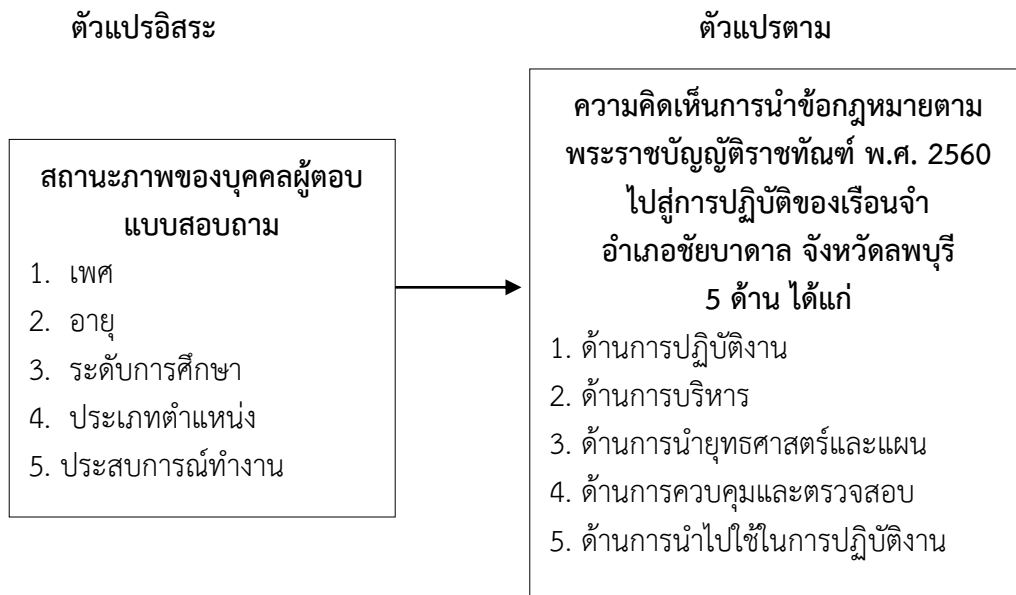 ตัวแปรอิสระ
ตัวแปรตาม
สถานะภาพของบุคคลผู้ตอบ
แบบสอบถาม
1. เพศ
2. อายุ
3. ระดับการศึกษา
4. ประเภทตำแหน่ง
5. ประสบการณ์ทำงาน
ความคิดเห็นการนำข้อกฎหมายตาม
พระราชบัญญัติราชทัณฑ์ พ.ศ. 2560
ไปสู่การปฏิบัติของเรือนจำ
อำเภอชัยบาดาล จังหวัดลพบุรี
5 ด้าน ได้แก่
1. ด้านการปฏิบัติงาน
2. ด้านการบริหาร
3. ด้านการนำยุทธศาสตร์และแผน
4. ด้านการควบคุมและตรวจสอบ
5. ด้านการนำไปใช้ในการปฏิบัติงาน